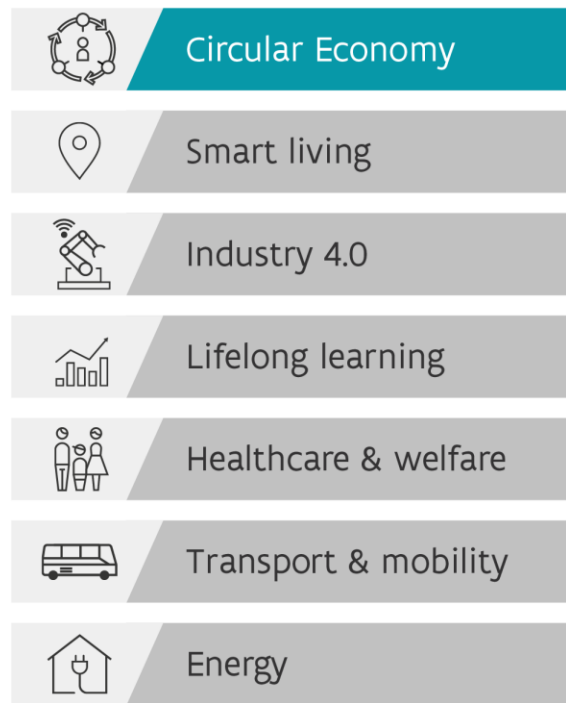 Circular Economy
Smart living
Industry 4.0
Lifelong learning
Healthcare & welfare
Transport & mobility
Energy